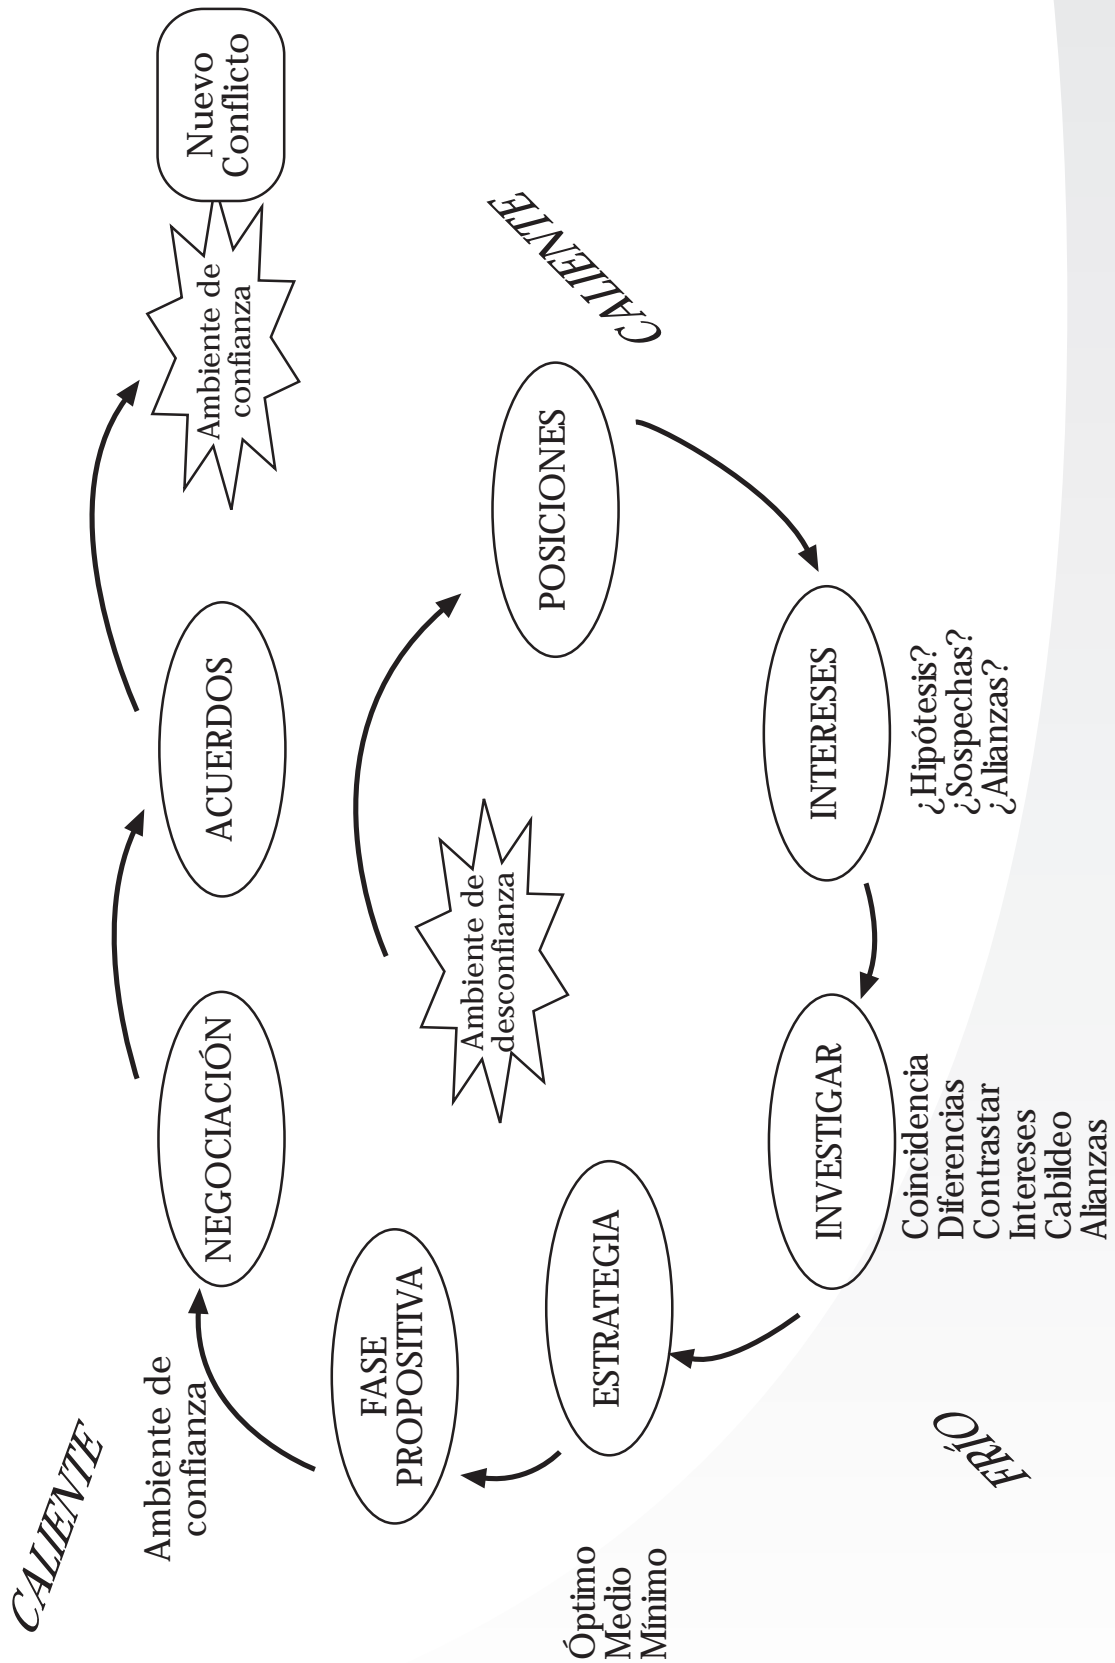 CALIENTE
Ambiente de
confianza
NEGOCIACIÓN
ACUERDOS
Ambiente de
confianza
Nuevo
Conflicto
FASE
PROPOSITIVA
Ambiente de
desconfianza
POSICIONES
CALIENTE
Óptimo
Medio
Mínimo
ESTRATEGIA
INVESTIGAR
Coincidencia
Diferencias
Contrastar
Intereses
Cabildeo
Alianzas
INTERESES
¿Hipótesis?
¿Sospechas?
¿Alianzas?
FRÍO